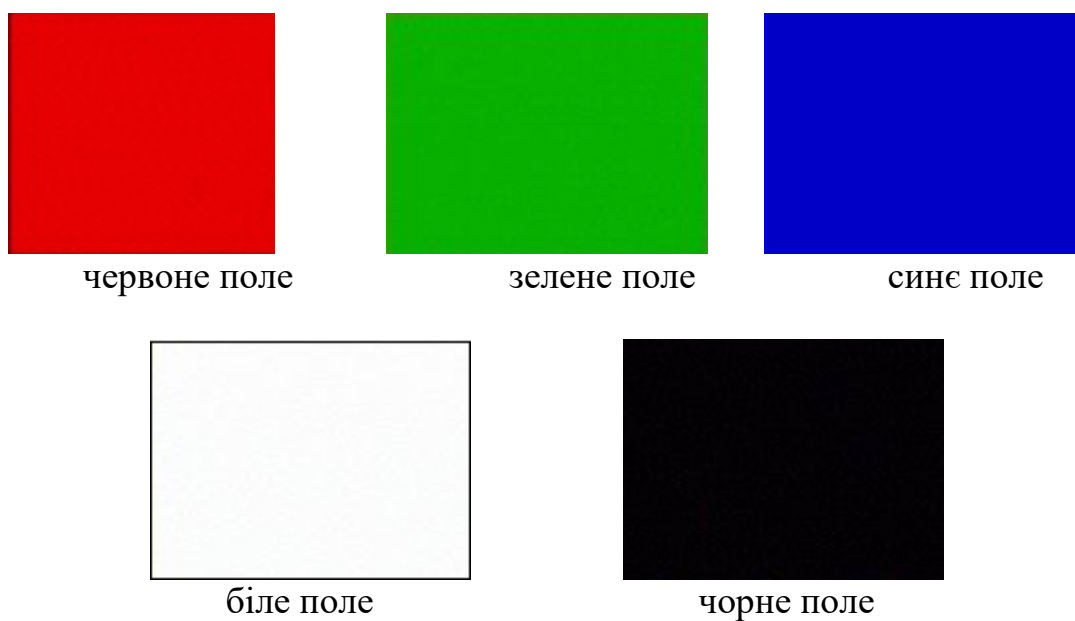 червоне поле
зелене поле
синє поле
біле поле
чорне поле